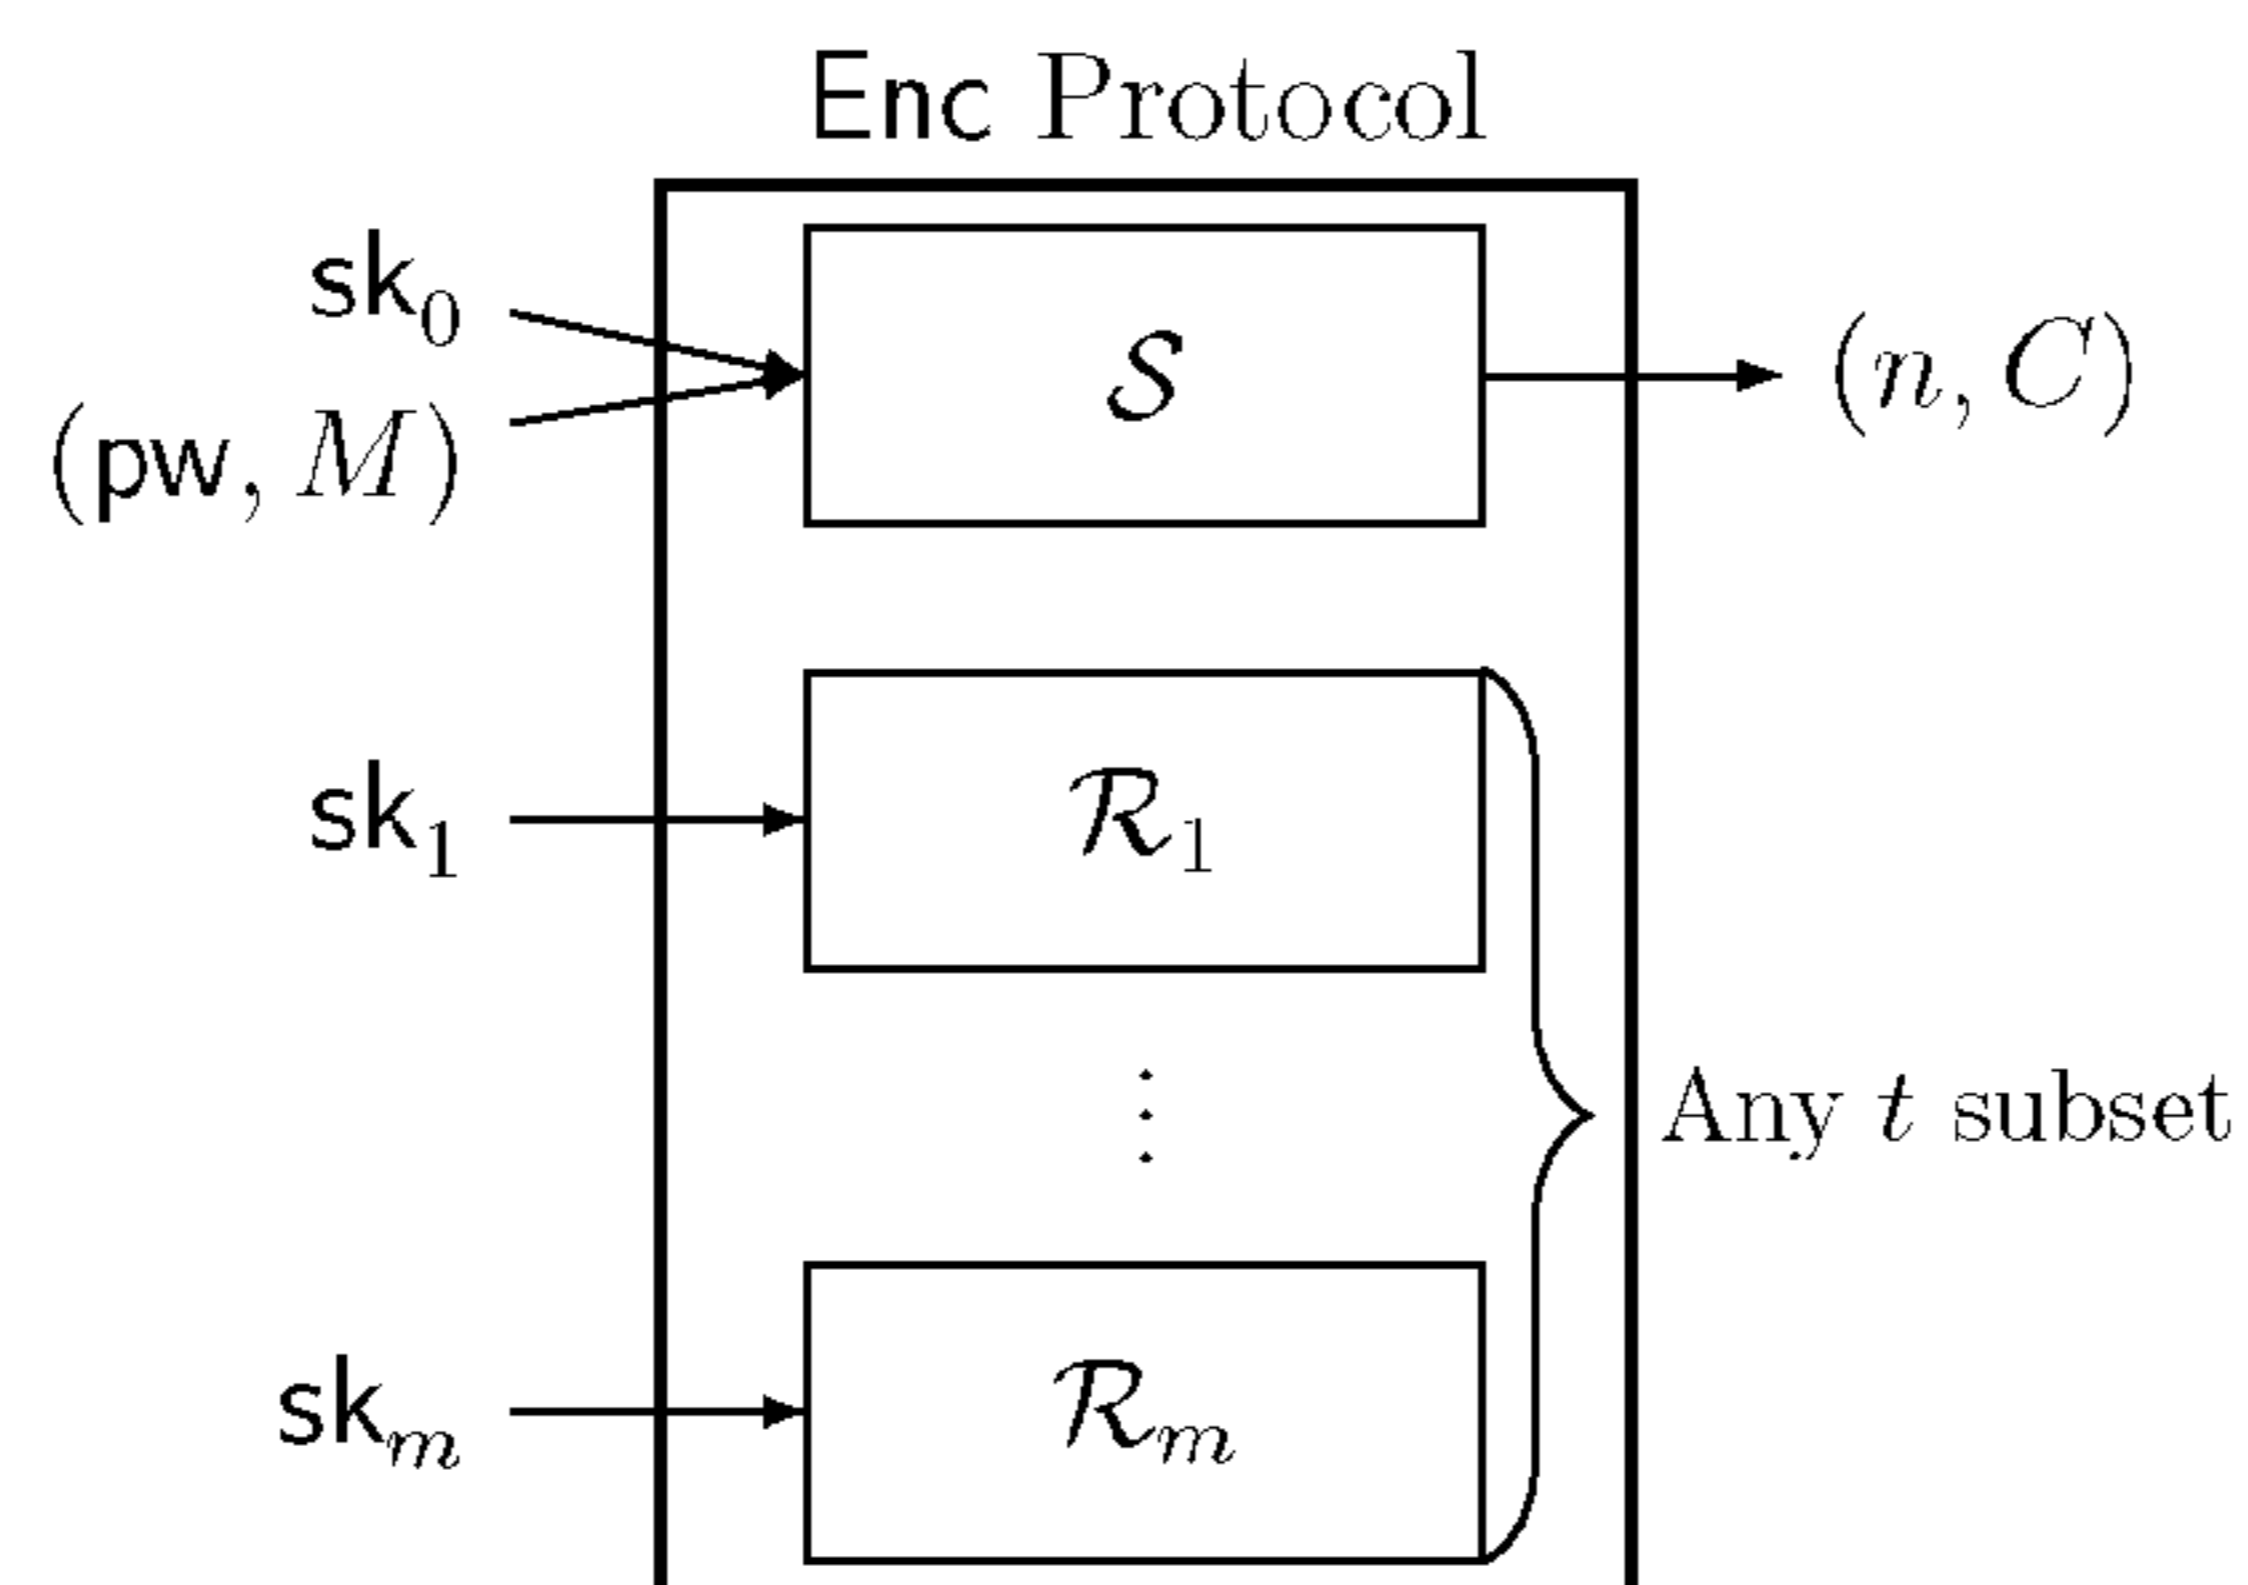 Enc Protocol
sk₀
(pw, M)
𝒮
(n, C)
sk₁
ℛ₁
⋮
Any t subset
skₘ
ℛₘ